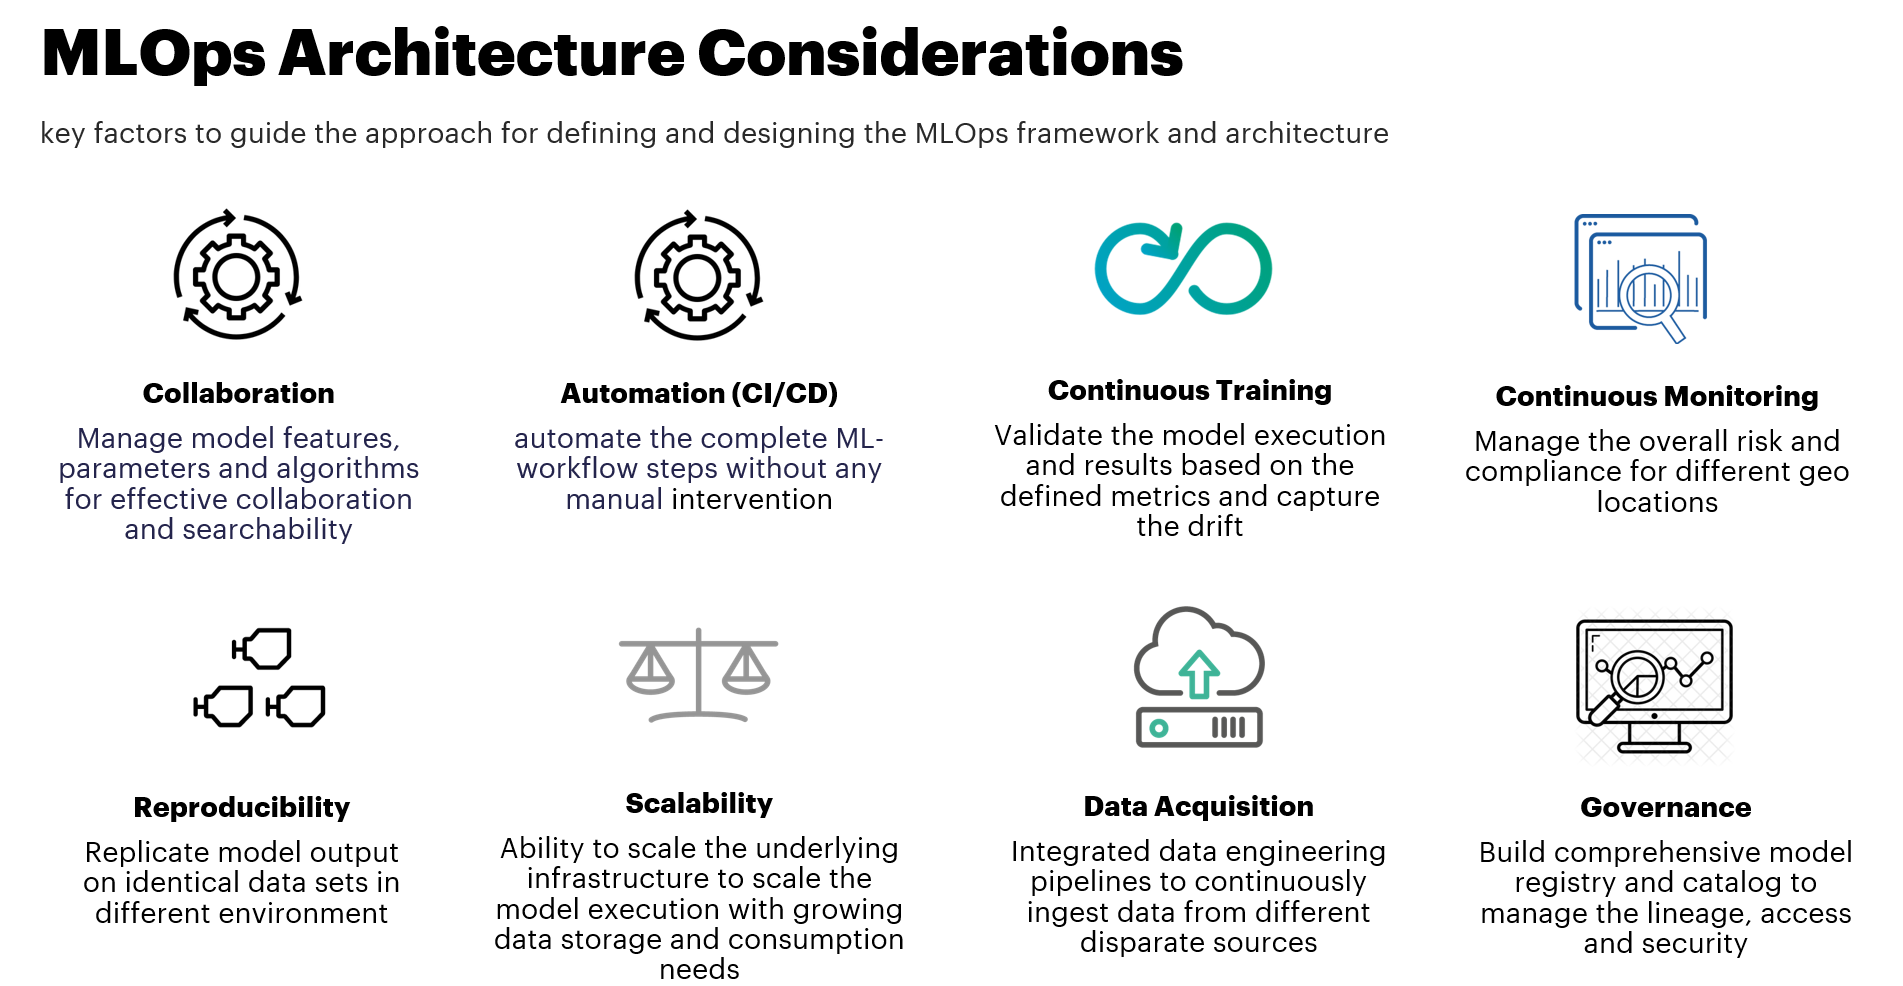 MLOps Architecture Considerations
key factors to guide the approach for defining and designing the MLOps framework and architecture
Collaboration
Manage model features,
parameters and algorithms
for effective collaboration
and searchability
Automation (CI/CD)
automate the complete ML-
workflow steps without any
manual intervention
Continuous Training
Validate the model execution
and results based on the
defined metrics and capture
the drift
Continuous Monitoring
Manage the overall risk and
compliance for different geo
locations
Reproducibility
Replicate model output
on identical data sets in
different environment
Scalability
Ability to scale the underlying
infrastructure to scale the
model execution with growing
data storage and consumption
needs
Data Acquisition
Integrated data engineering
pipelines to continuously
ingest data from different
disparate sources
Governance
Build comprehensive model
registry and catalog to
manage the lineage, access
and security